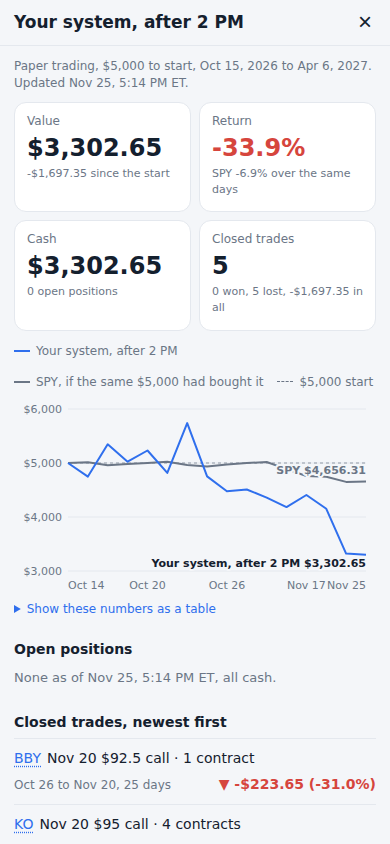 Your system, after 2 PM ✕
Paper trading, $5,000 to start, Oct 15, 2026 to Apr 6, 2027.
Updated Nov 25, 5:14 PM ET.
Value
$3,302.65
-$1,697.35 since the start
Return
-33.9%
SPY -6.9% over the same
days
Cash
$3,302.65
0 open positions
Closed trades
5
0 won, 5 lost, -$1,697.35 in
all
Your system, after 2 PM
SPY, if the same $5,000 had bought it
$5,000 start
$6,000
$5,000
$4,000
$3,000
SPY $4,656.31
Your system, after 2 PM $3,302.65
Oct 14 Oct 20 Oct 26 Nov 17 Nov 25
▶ Show these numbers as a table
Open positions
None as of Nov 25, 5:14 PM ET, all cash.
Closed trades, newest first
BBY Nov 20 $92.5 call · 1 contract
Oct 26 to Nov 20, 25 days ▼ -$223.65 (-31.0%)
KO Nov 20 $95 call · 4 contracts